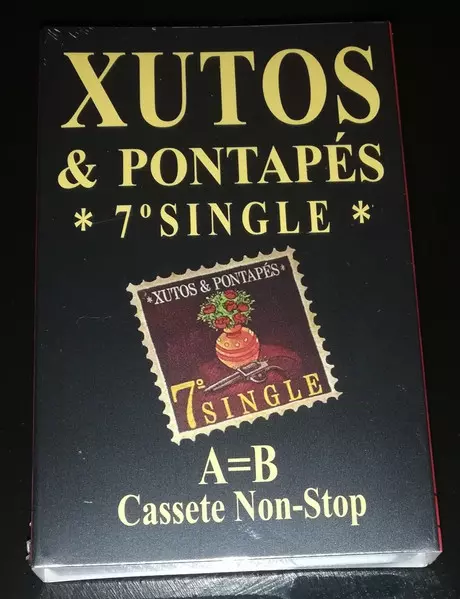 XUTOS
& PONTAPÉS
* 7º SINGLE *
*XUTOS & PONTAPÉS*
7º SINGLE
A=B
Cassete Non-Stop